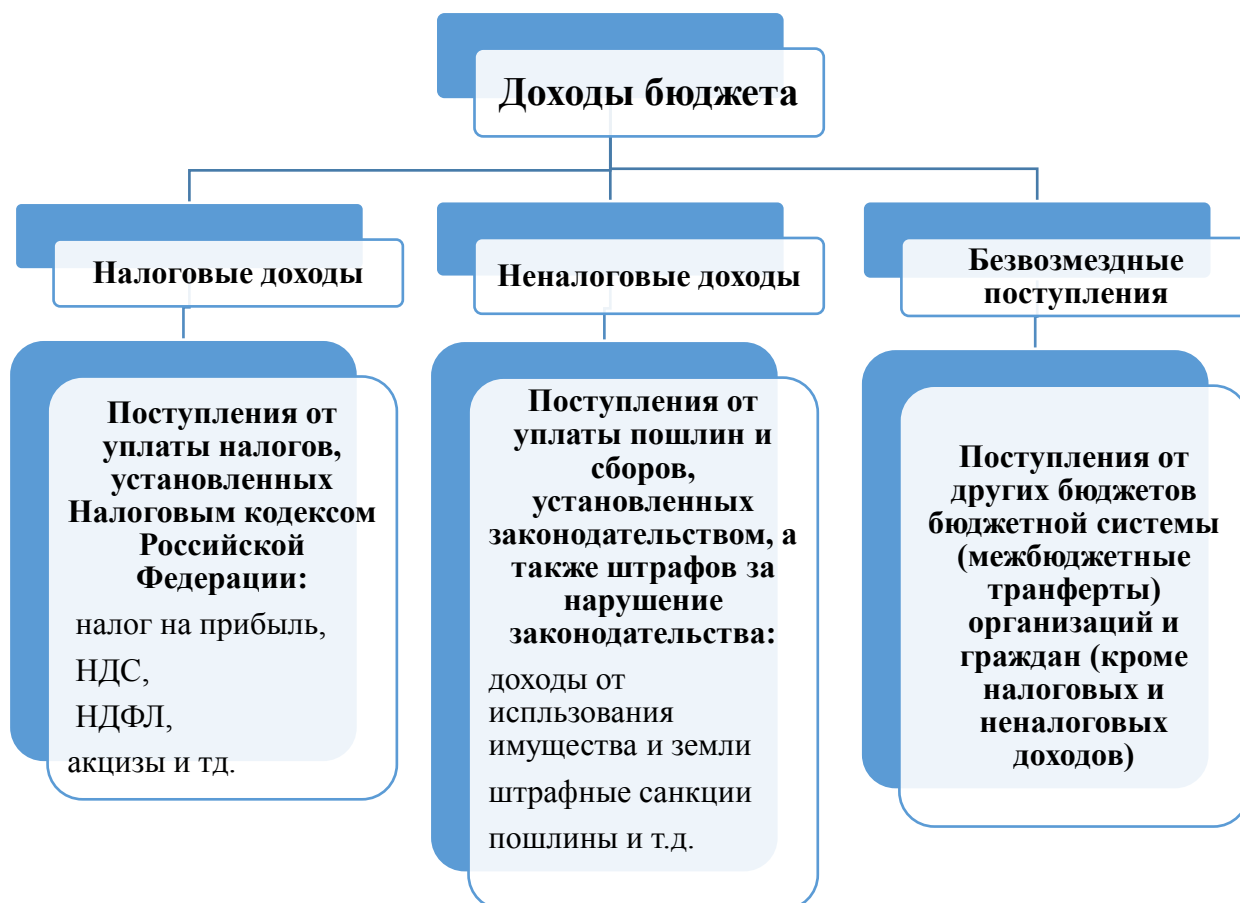 Доходы бюджета
Налоговые доходы
Поступления от
уплаты налогов,
установленных
Налоговым кодексом
Российской
Федерации:
налог на прибыль,
НДС,
НДФЛ,
акцизы и тд.
Неналоговые доходы
Поступления от
уплаты пошлин и
сборов,
установленных
законодательством, а
также штрафов за
нарушение
законодательства:
доходы от
испльзования
имущества и земли
штрафные санкции
пошлины и т.д.
Безвозмездные
поступления
Поступления от
других бюджетов
бюджетной системы
(межбюджетные
транферты)
организаций и
граждан (кроме
налоговых и
неналоговых
доходов)